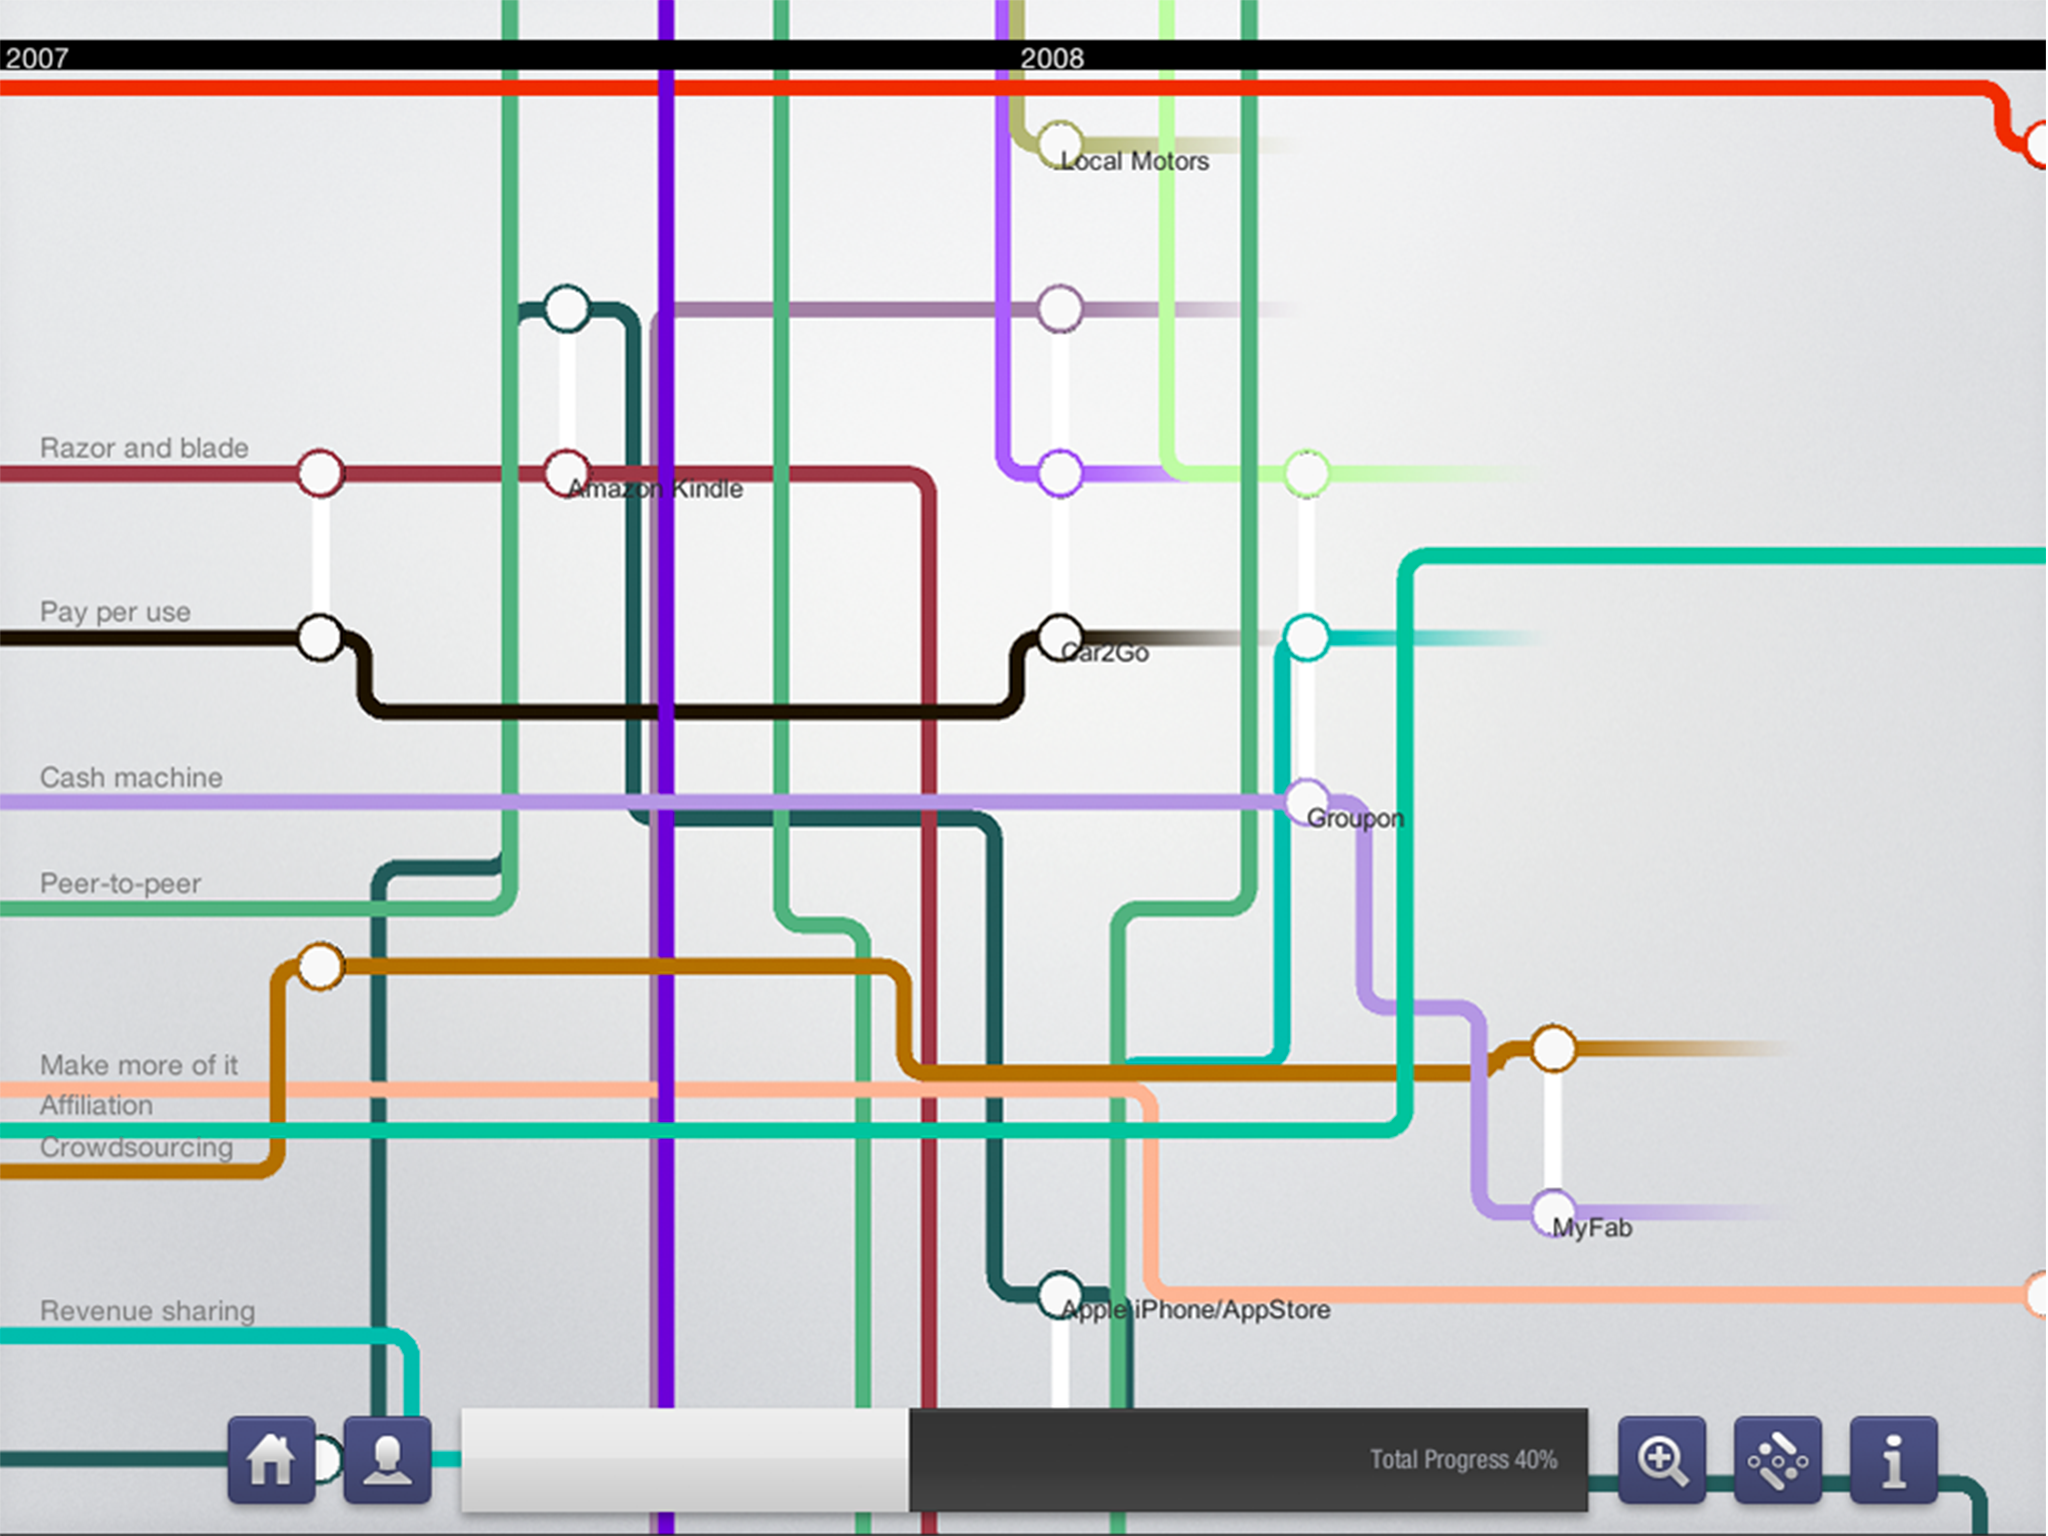 2007
2008
Local Motors
Razor and blade
Amazon Kindle
Pay per use
Car2Go
Cash machine
Groupon
Peer-to-peer
Make more of it
Affiliation
Crowdsourcing
MyFab
Revenue sharing
Apple iPhone/AppStore
Total Progress 40%